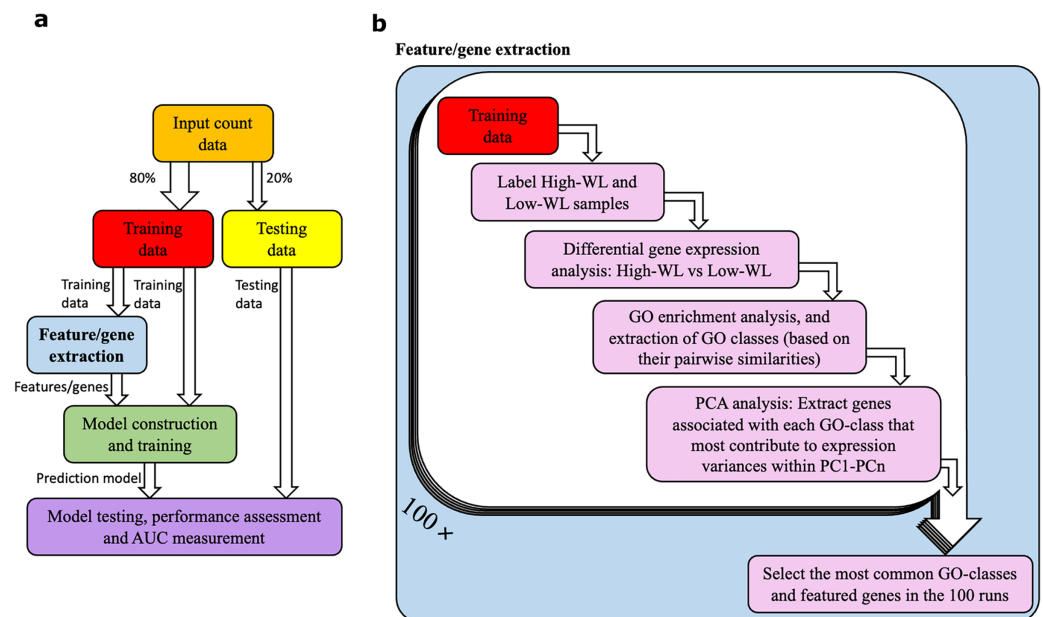 a
Input count
data
80%
20%
Training
data
Testing
data
Training
data
Training
data
Testing
data
Feature/gene
extraction
Features/genes
Model construction
and training
Prediction model
Model testing, performance assessment
and AUC measurement
b
Feature/gene extraction
Training
data
Label High-WL and
Low-WL samples
Differential gene expression
analysis: High-WL vs Low-WL
GO enrichment analysis, and
extraction of GO classes (based on
their pairwise similarities)
PCA analysis: Extract genes
associated with each GO-class that
most contribute to expression
variances within PC1-PCn
100 ×
Select the most common GO-classes
and featured genes in the 100 runs